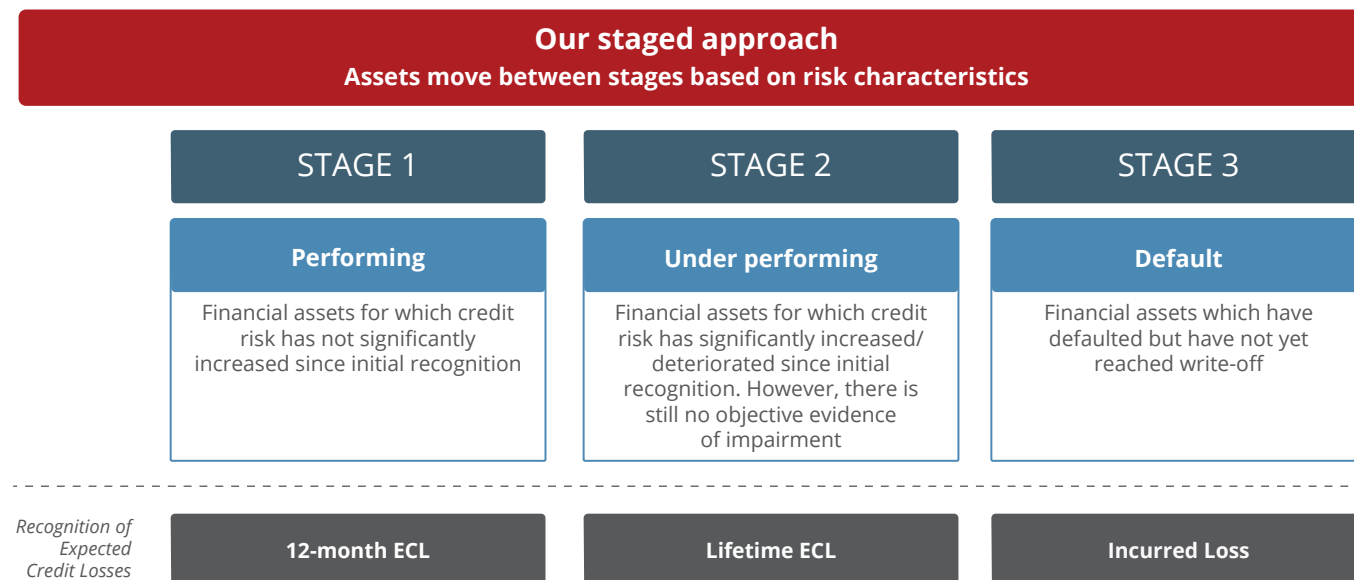 Our staged approach
Assets move between stages based on risk characteristics
STAGE 1
STAGE 2
STAGE 3
Performing
Under performing
Default
Financial assets for which credit
risk has not significantly
increased since initial recognition
Financial assets for which credit
risk has significantly increased/
deteriorated since initial
recognition. However, there is
still no objective evidence
of impairment
Financial assets which have
defaulted but have not yet
reached write-off
Recognition of
Expected
Credit Losses
12-month ECL
Lifetime ECL
Incurred Loss